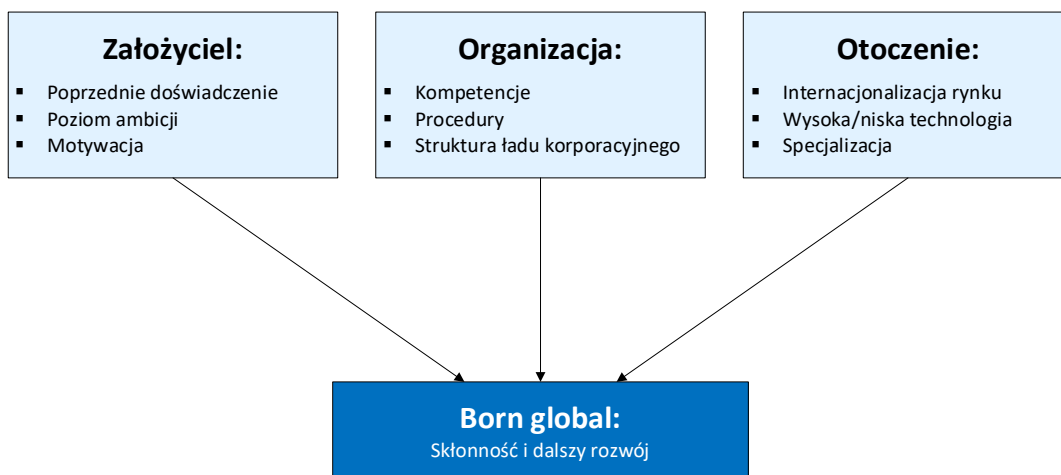 Założyciel:
▪ Poprzednie doświadczenie
▪ Poziom ambicji
▪ Motywacja
Organizacja:
▪ Kompetencje
▪ Procedury
▪ Struktura ładu korporacyjnego
Otoczenie:
▪ Internacjonalizacja rynku
▪ Wysoka/niska technologia
▪ Specjalizacja
Born global:
Skłonność i dalszy rozwój